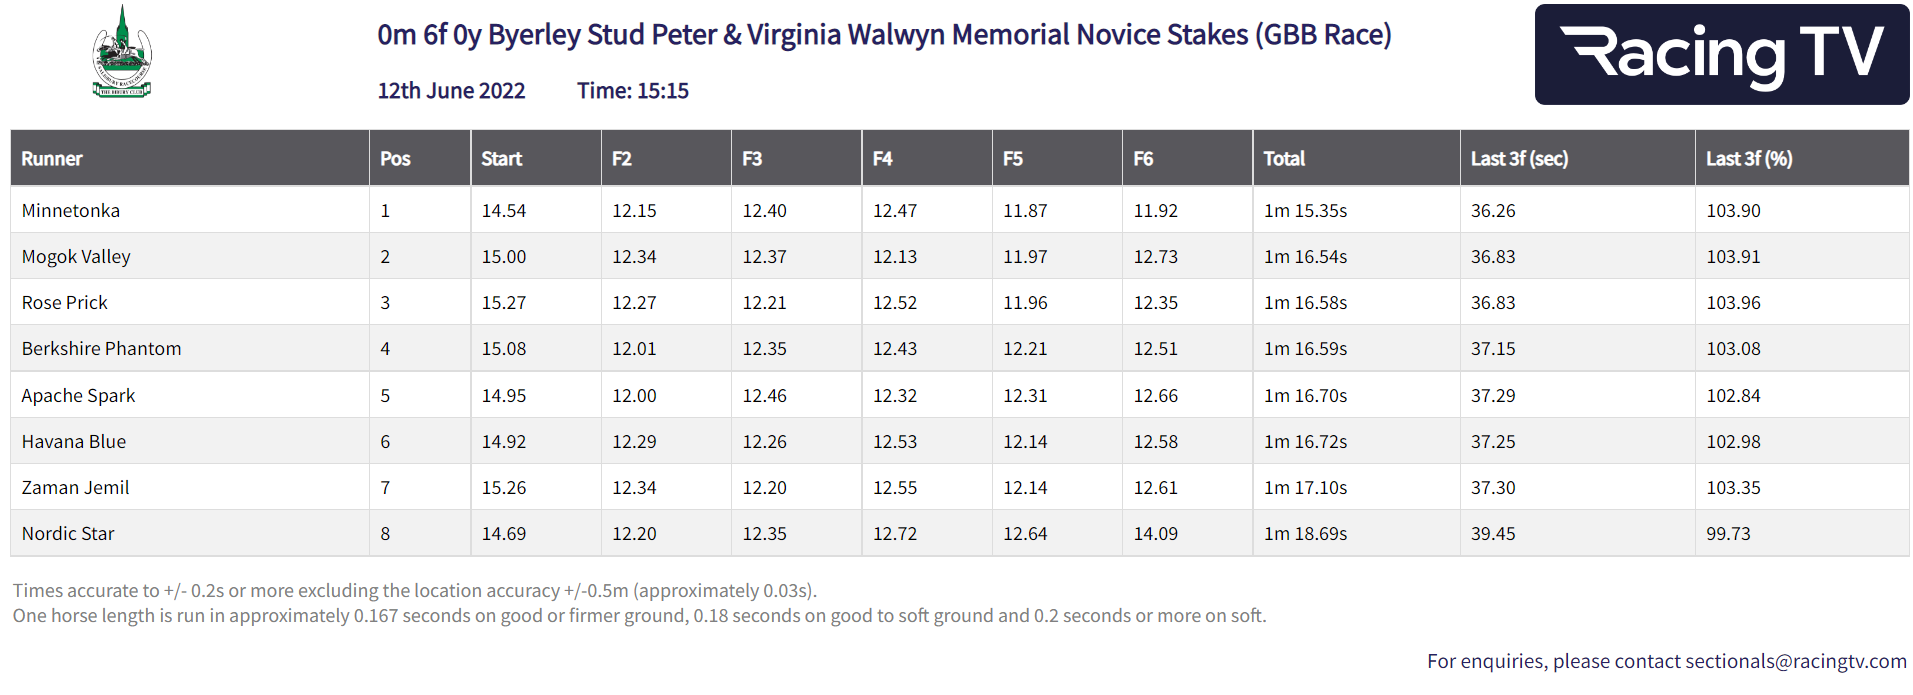 0m 6f 0y Byerley Stud Peter & Virginia Walwyn Memorial Novice Stakes (GBB Race)
12th June 2022 Time: 15:15
Racing TV
THE BIBURY CLUB
Runner Pos Start F2 F3 F4 F5 F6 Total Last 3f (sec) Last 3f (%)
Minnetonka 1 14.54 12.15 12.40 12.47 11.87 11.92 1m 15.35s 36.26 103.90
Mogok Valley 2 15.00 12.34 12.37 12.13 11.97 12.73 1m 16.54s 36.83 103.91
Rose Prick 3 15.27 12.27 12.21 12.52 11.96 12.35 1m 16.58s 36.83 103.96
Berkshire Phantom 4 15.08 12.01 12.35 12.43 12.21 12.51 1m 16.59s 37.15 103.08
Apache Spark 5 14.95 12.00 12.46 12.32 12.31 12.66 1m 16.70s 37.29 102.84
Havana Blue 6 14.92 12.29 12.26 12.53 12.14 12.58 1m 16.72s 37.25 102.98
Zaman Jemil 7 15.26 12.34 12.20 12.55 12.14 12.61 1m 17.10s 37.30 103.35
Nordic Star 8 14.69 12.20 12.35 12.72 12.64 14.09 1m 18.69s 39.45 99.73
Times accurate to +/- 0.2s or more excluding the location accuracy +/-0.5m (approximately 0.03s).
One horse length is run in approximately 0.167 seconds on good or firmer ground, 0.18 seconds on good to soft ground and 0.2 seconds or more on soft.
For enquiries, please contact sectionals@racingtv.com